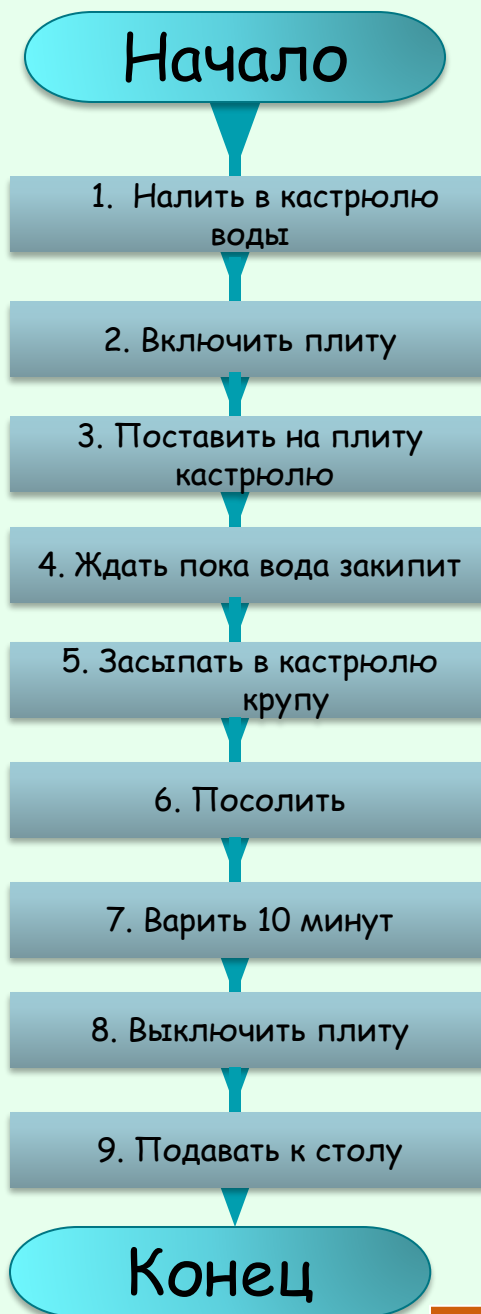 Начало
1. Налить в кастрюлю
воды
2. Включить плиту
3. Поставить на плиту
кастрюлю
4. Ждать пока вода закипит
5. Засыпать в кастрюлю
крупу
6. Посолить
7. Варить 10 минут
8. Выключить плиту
9. Подавать к столу
Конец